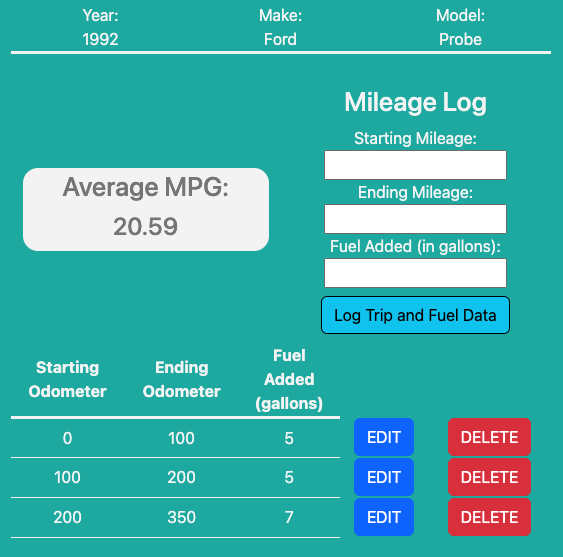 Year: Make: Model:
1992 Ford Probe
Mileage Log
Starting Mileage:
Average MPG:
20.59
Ending Mileage:
Fuel Added (in gallons):
Log Trip and Fuel Data
Starting Odometer Ending Odometer Fuel Added (gallons)
0 100 5 EDIT DELETE
100 200 5 EDIT DELETE
200 350 7 EDIT DELETE